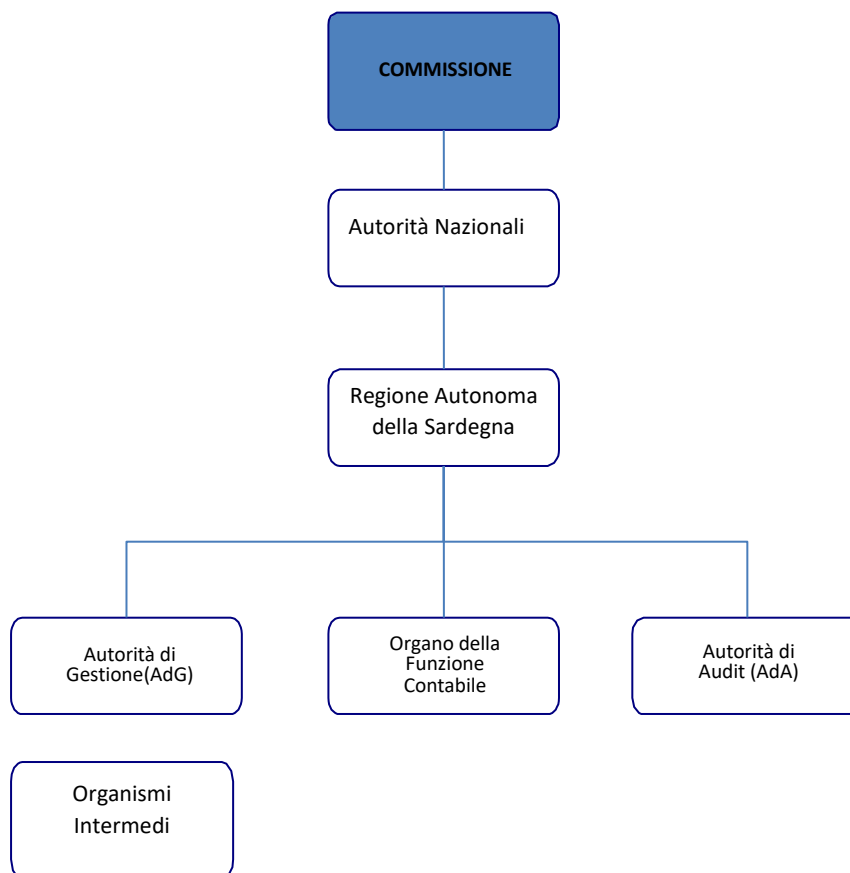 COMMISSIONE
Autorità Nazionali
Regione Autonoma
della Sardegna
Autorità di
Gestione(AdG)
Organo della
Funzione
Contabile
Autorità di
Audit (AdA)
Organismi
Intermedi